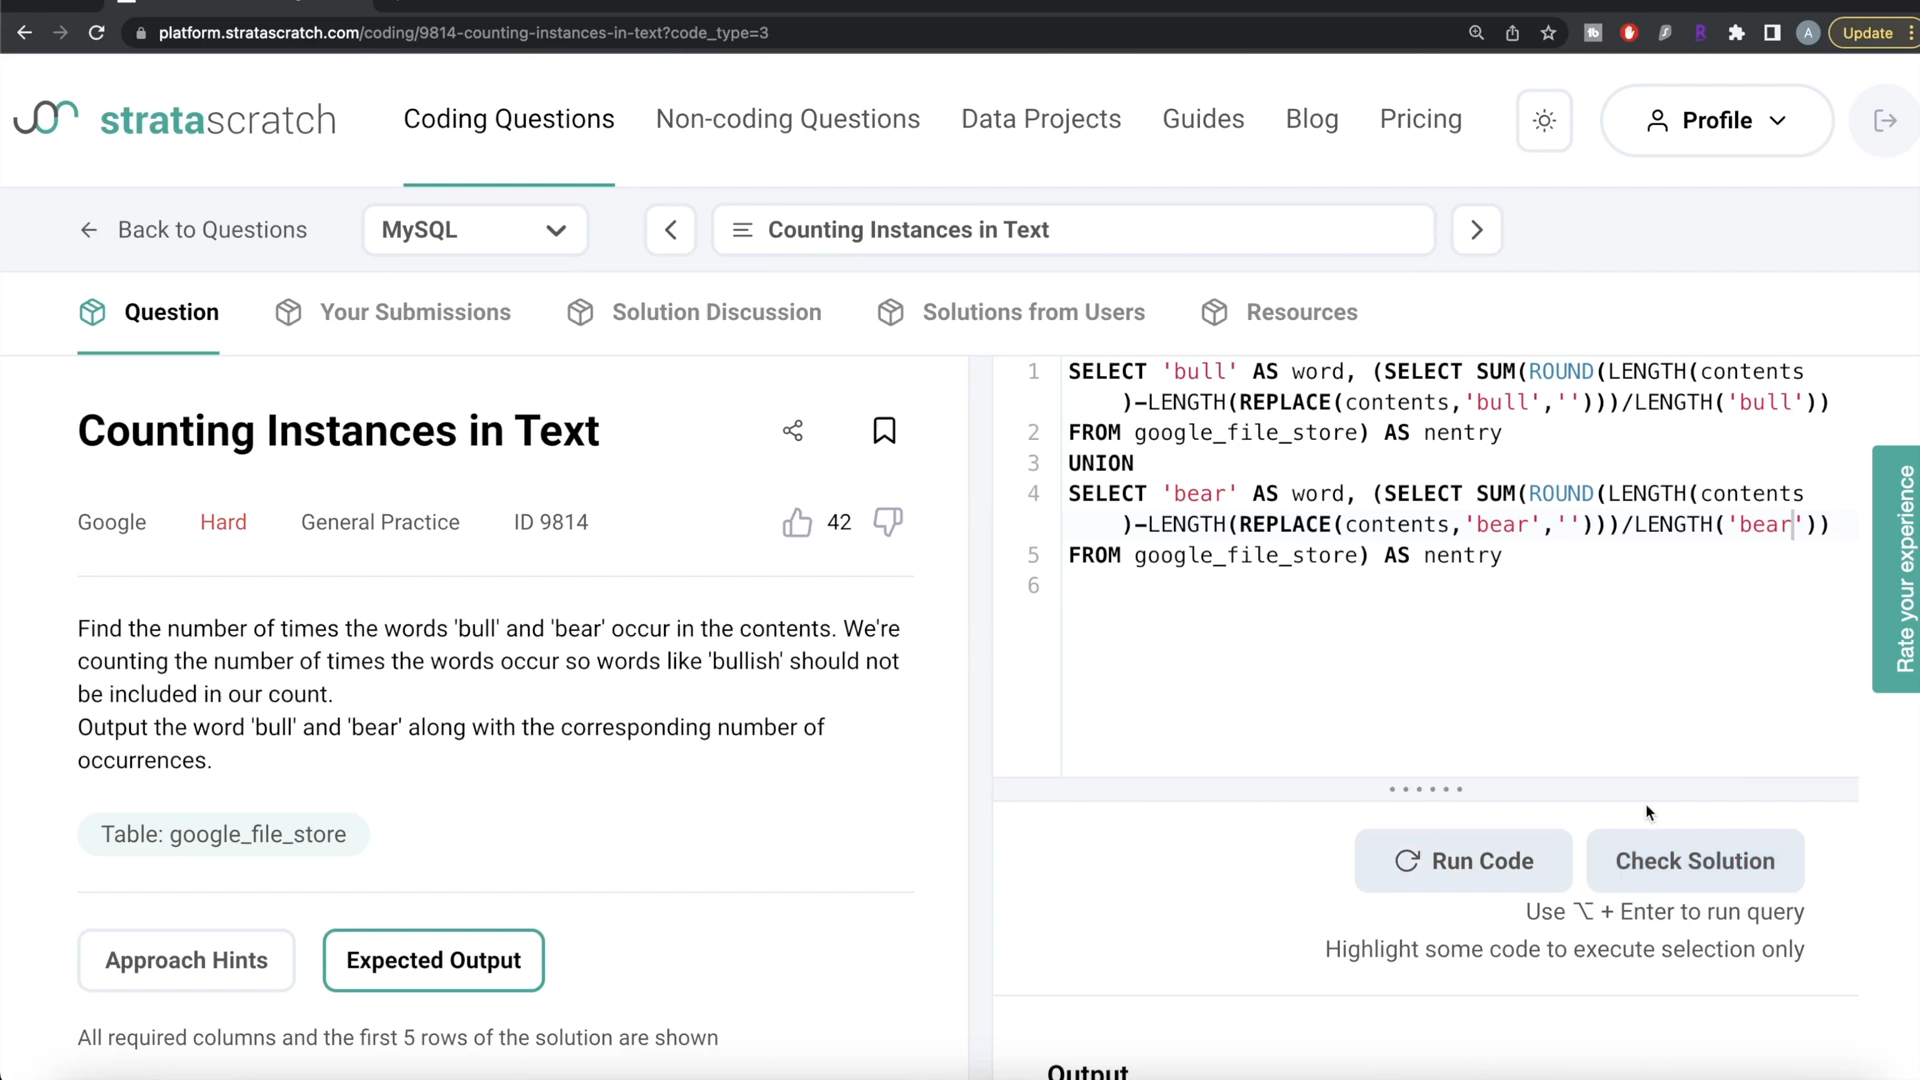 platform.stratascratch.com/coding/9814-counting-instances-in-text?code_type=3
tb
R
A
Update
stratascratch
Coding Questions
Non-coding Questions
Data Projects
Guides
Blog
Pricing
Profile
Back to Questions
MySQL
Counting Instances in Text
Question
Your Submissions
Solution Discussion
Solutions from Users
Resources
Counting Instances in Text
Google
Hard
General Practice
ID 9814
42
Find the number of times the words 'bull' and 'bear' occur in the contents. We're
counting the number of times the words occur so words like 'bullish' should not
be included in our count.
Output the word 'bull' and 'bear' along with the corresponding number of
occurrences.
Table: google_file_store
Approach Hints
Expected Output
All required columns and the first 5 rows of the solution are shown
1 SELECT 'bull' AS word, (SELECT SUM(ROUND(LENGTH(contents
)-LENGTH(REPLACE(contents,'bull','')))/LENGTH('bull'))
2 FROM google_file_store) AS nentry
3 UNION
4 SELECT 'bear' AS word, (SELECT SUM(ROUND(LENGTH(contents
)-LENGTH(REPLACE(contents,'bear','')))/LENGTH('bear'))
5 FROM google_file_store) AS nentry
6
Run Code
Check Solution
Use ⌥ + Enter to run query
Highlight some code to execute selection only
Output
Rate your experience